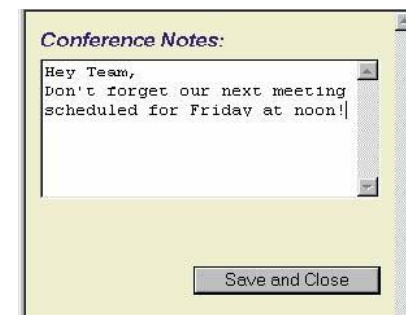 Conference Notes:
Hey Team,
Don't forget our next meeting
scheduled for Friday at noon!
Save and Close